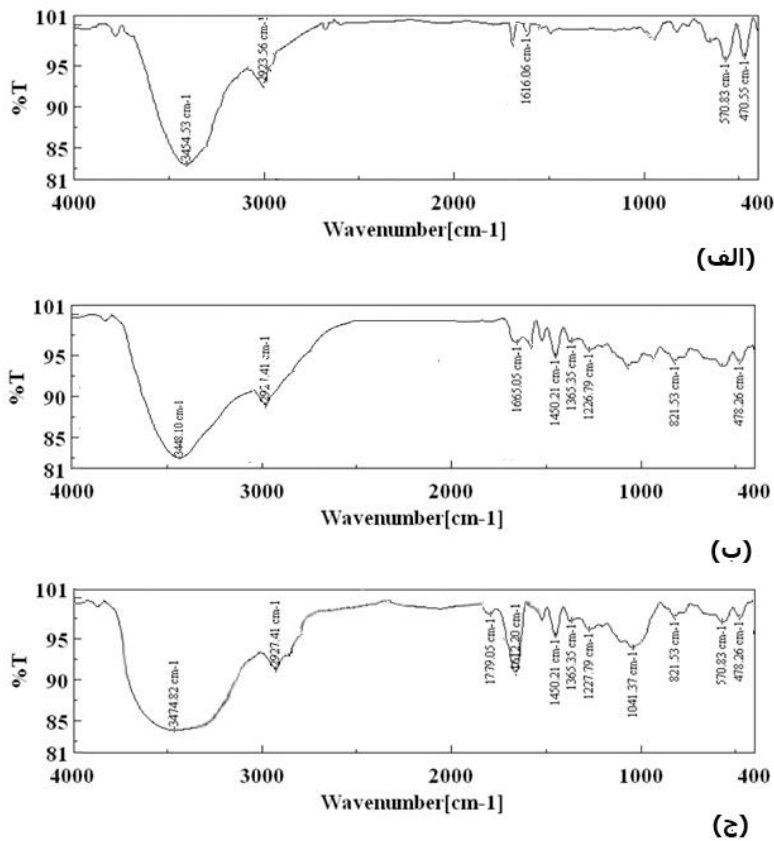 101
95
90
85
81
%T
3454.53 cm-1
2923.56 cm-1
1616.06 cm-1
570.83 cm-1
470.55 cm-1
4000 3000 2000 1000 400
Wavenumber[cm-1]
(الف)
101
95
90
85
81
%T
3448.10 cm-1
2927.41 cm-1
1665.05 cm-1
1450.21 cm-1
1365.35 cm-1
1226.79 cm-1
821.53 cm-1
478.26 cm-1
4000 3000 2000 1000 400
Wavenumber[cm-1]
(ب)
101
95
90
85
81
%T
3474.82 cm-1
2927.41 cm-1
1779.05 cm-1
1612.20 cm-1
1450.21 cm-1
1365.35 cm-1
1227.79 cm-1
1041.37 cm-1
821.53 cm-1
570.83 cm-1
478.26 cm-1
4000 3000 2000 1000 400
Wavenumber[cm-1]
(ج)